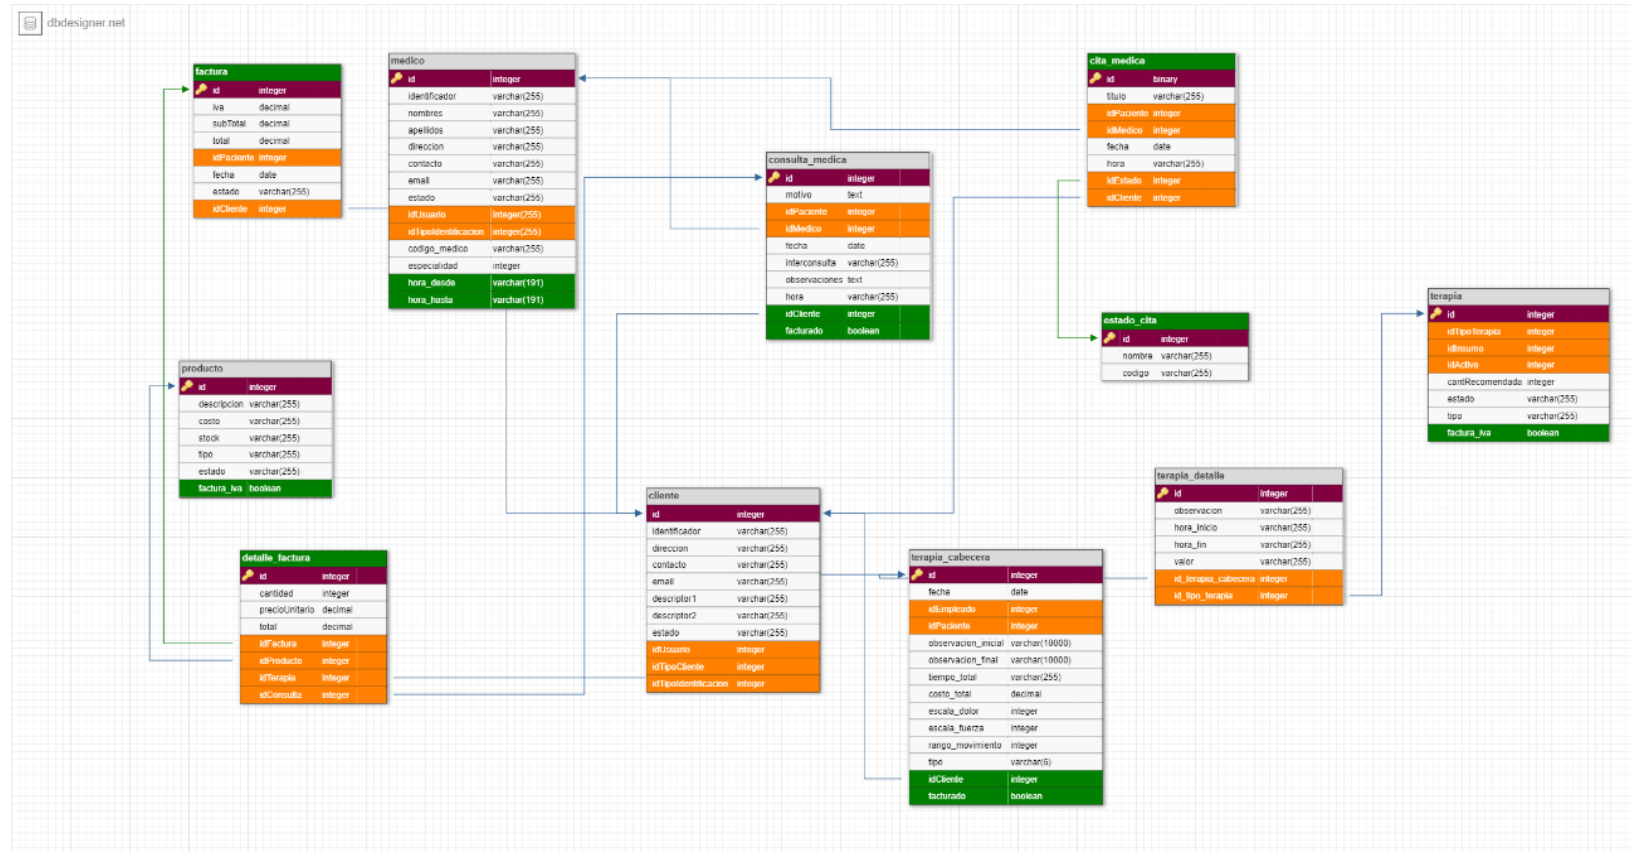 dbdesigner.net
factura
id integer
iva decimal
subTotal decimal
total decimal
idPaciente integer
fecha date
estado varchar(255)
idCliente integer
medico
id integer
identificador varchar(255)
nombres varchar(255)
apellidos varchar(255)
direccion varchar(255)
contacto varchar(255)
email varchar(255)
estado varchar(255)
idUsuario integer(255)
idTipoIdentificacion integer(255)
codigo_medico varchar(255)
especialidad integer
hora_desde varchar(191)
hora_hasta varchar(191)
consulta_medica
id integer
motivo text
idPaciente integer
idMedico integer
fecha date
interconsulta varchar(255)
observaciones text
hora varchar(255)
idCliente integer
facturado boolean
cita_medica
id binary
titulo varchar(255)
idPaciente integer
idMedico integer
fecha date
hora varchar(255)
idEstado integer
idCliente integer
estado_cita
id integer
nombre varchar(255)
codigo varchar(255)
terapia
id integer
idTipoTerapia integer
idInsumo integer
idActivo integer
cantRecomendada integer
estado varchar(255)
tipo varchar(255)
factura_iva boolean
producto
id integer
descripcion varchar(255)
costo varchar(255)
stock varchar(255)
tipo varchar(255)
estado varchar(255)
factura_iva boolean
terapia_detalle
id integer
observacion varchar(255)
hora_inicio varchar(255)
hora_fin varchar(255)
valor varchar(255)
id_terapia_cabecera integer
id_tipo_terapia integer
cliente
id integer
identificador varchar(255)
direccion varchar(255)
contacto varchar(255)
email varchar(255)
descriptor1 varchar(255)
descriptor2 varchar(255)
estado varchar(255)
idUsuario integer
idTipoCliente integer
idTipoIdentificacion integer
detalle_factura
id integer
cantidad integer
precioUnitario decimal
total decimal
idFactura integer
idProducto integer
idTerapia integer
idConsulta integer
terapia_cabecera
id integer
fecha date
idEmpleado integer
idPaciente integer
observacion_inicial varchar(10000)
observacion_final varchar(10000)
tiempo_total varchar(255)
costo_total decimal
escala_dolor integer
escala_fuerza integer
rango_movimiento integer
tipo varchar(6)
idCliente integer
facturado boolean